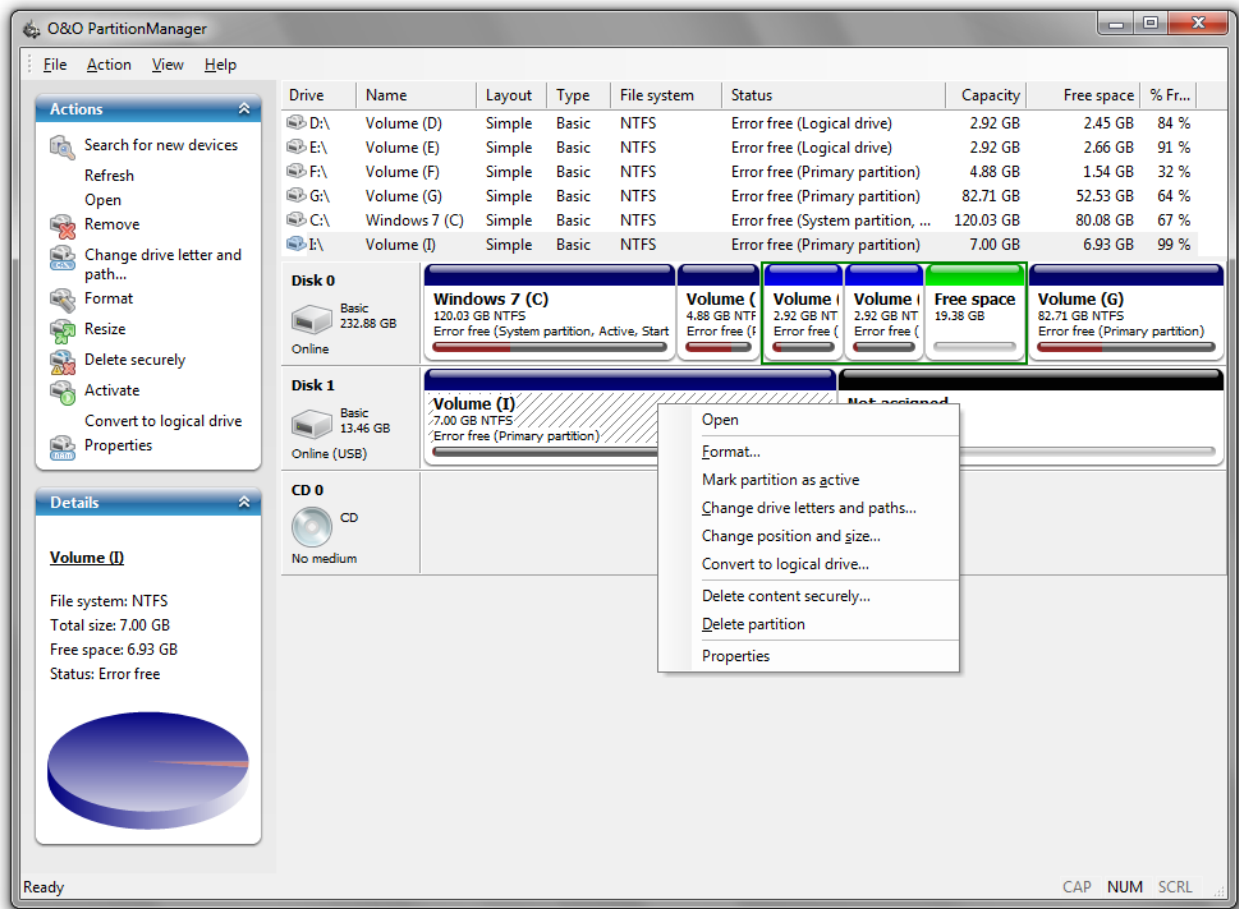 O&O PartitionManager
File Action View Help
Actions
Search for new devices
Refresh
Open
Remove
Change drive letter and
path...
Format
Resize
Delete securely
Activate
Convert to logical drive
Properties
Details
Volume (I)
File system: NTFS
Total size: 7.00 GB
Free space: 6.93 GB
Status: Error free
Drive Name Layout Type File system Status Capacity Free space % Fr...
D:\ Volume (D) Simple Basic NTFS Error free (Logical drive) 2.92 GB 2.45 GB 84 %
E:\ Volume (E) Simple Basic NTFS Error free (Logical drive) 2.92 GB 2.66 GB 91 %
F:\ Volume (F) Simple Basic NTFS Error free (Primary partition) 4.88 GB 1.54 GB 32 %
G:\ Volume (G) Simple Basic NTFS Error free (Primary partition) 82.71 GB 52.53 GB 64 %
C:\ Windows 7 (C) Simple Basic NTFS Error free (System partition, ... 120.03 GB 80.08 GB 67 %
I:\ Volume (I) Simple Basic NTFS Error free (Primary partition) 7.00 GB 6.93 GB 99 %
Disk 0
Basic
232.88 GB
Online
Windows 7 (C)
120.03 GB NTFS
Error free (System partition, Active, Start
Volume (
4.88 GB NTF
Error free (
Volume (
2.92 GB NT
Error free (
Volume (
2.92 GB NT
Error free (
Free space
19.38 GB
Volume (G)
82.71 GB NTFS
Error free (Primary partition)
Disk 1
Basic
13.46 GB
Online (USB)
Volume (I)
7.00 GB NTFS
Error free (Primary partition)
Not assigned
CD 0
CD
No medium
Open
Format...
Mark partition as active
Change drive letters and paths...
Change position and size...
Convert to logical drive...
Delete content securely...
Delete partition
Properties
Ready
CAP NUM SCRL